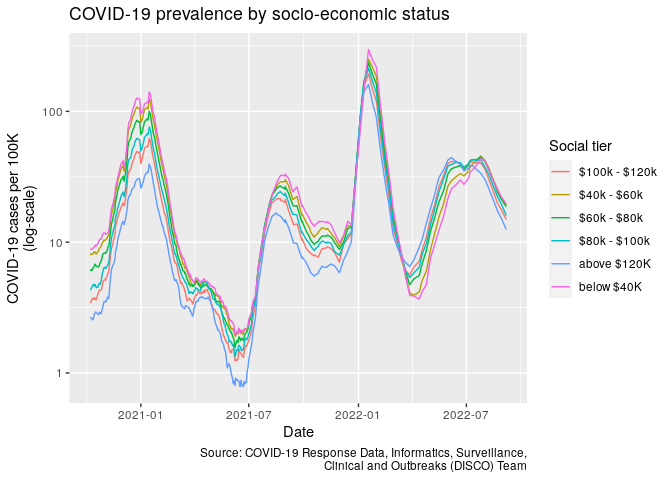 COVID-19 prevalence by socio-economic status
COVID-19 cases per 100K
(log-scale)
100
10
1
2021-01
2021-07
2022-01
2022-07
Date
Social tier
$100k - $120k
$40k - $60k
$60k - $80k
$80k - $100k
above $120K
below $40K
Source: COVID-19 Response Data, Informatics, Surveillance,
Clinical and Outbreaks (DISCO) Team